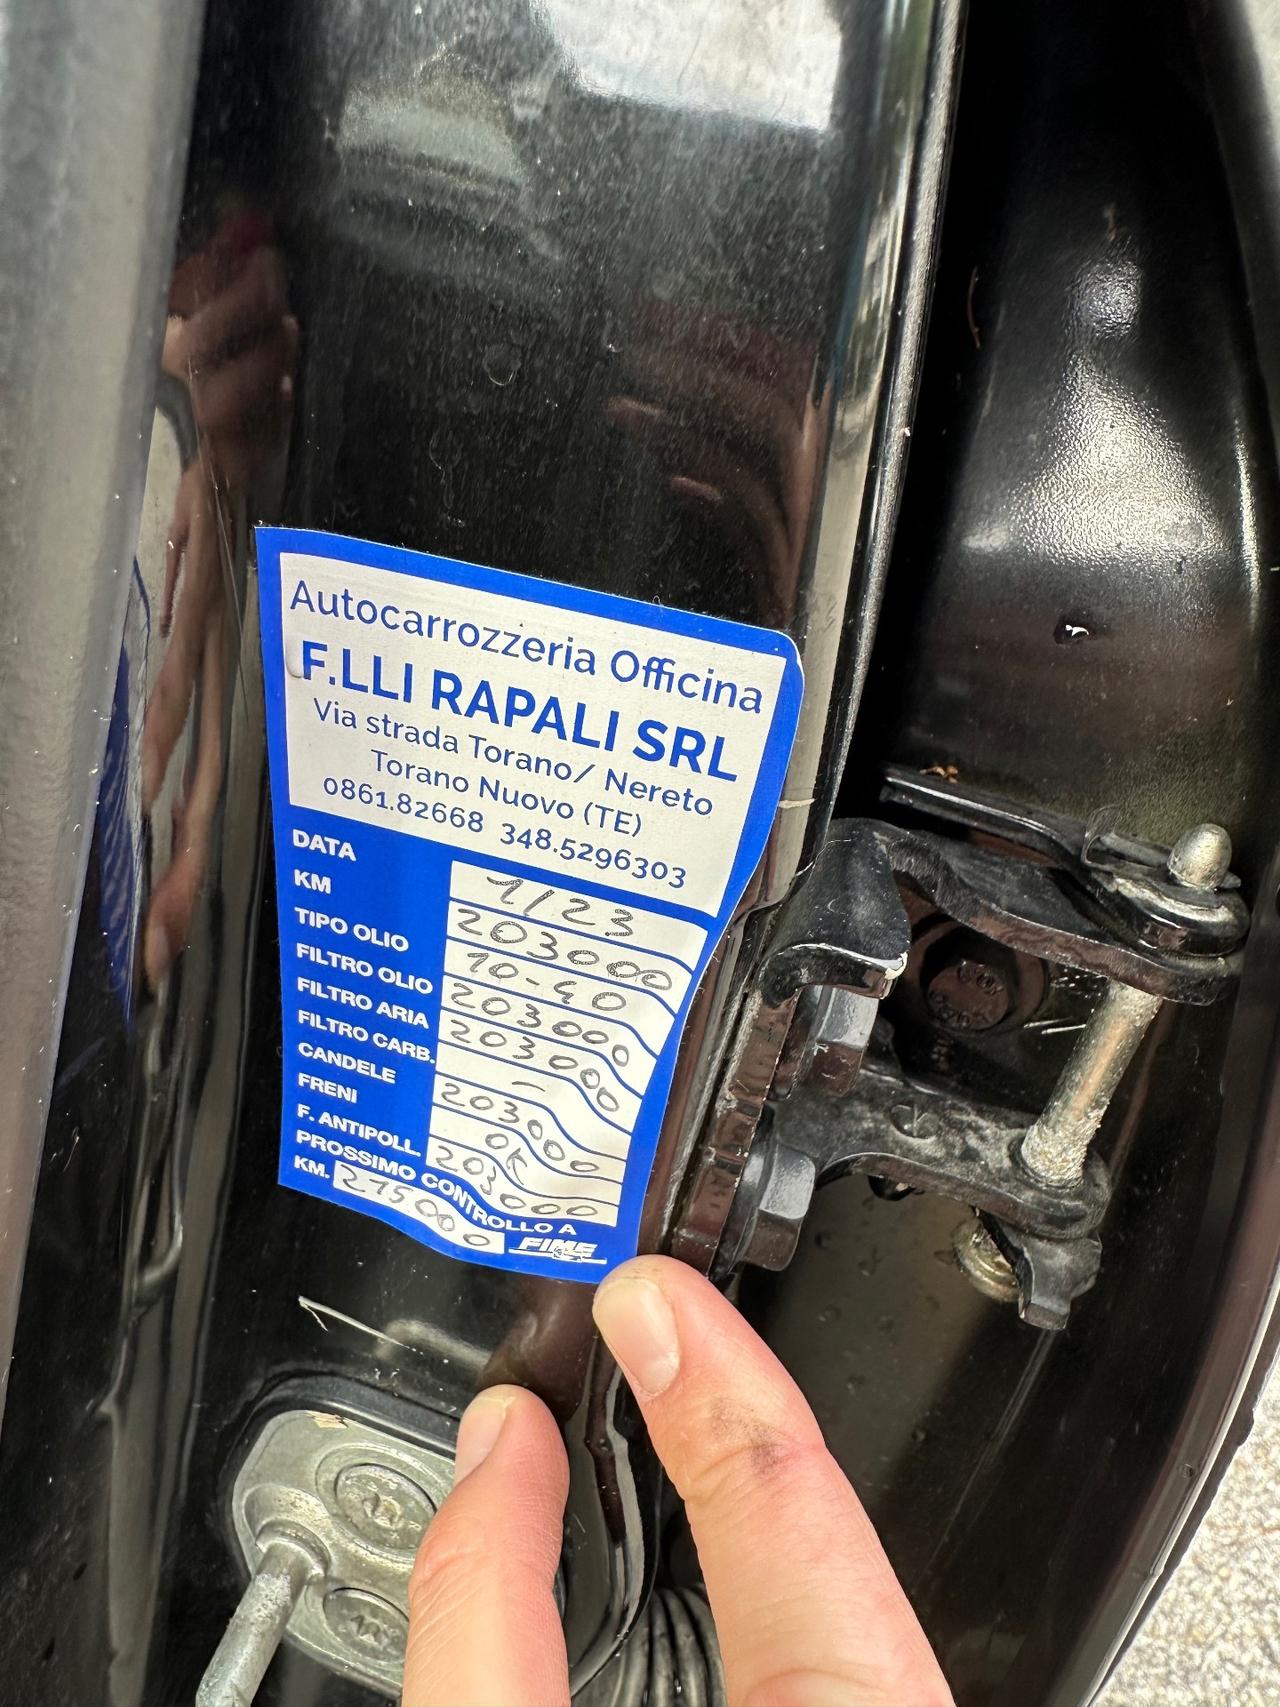 Autocarrozzeria Officina
F.LLI RAPALI SRL
Via strada Torano/ Nereto
Torano Nuovo (TE)
0861.82668 348.5296303
DATA 1/23
KM 203000
TIPO OLIO 10-40
FILTRO OLIO 203000
FILTRO ARIA 203000
FILTRO CARB. -
CANDELE 203000
FRENI OK
F. ANTIPOLL. 203000
PROSSIMO CONTROLLO A
KM. 215000 FIME